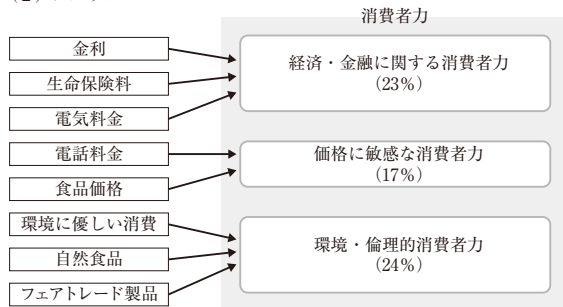 消費者力
金利
生命保険料
電気料金
経済・金融に関する消費者力
（23%）
電話料金
食品価格
価格に敏感な消費者力
（17%）
環境に優しい消費
自然食品
フェアトレード製品
環境・倫理的消費者力
（24%）